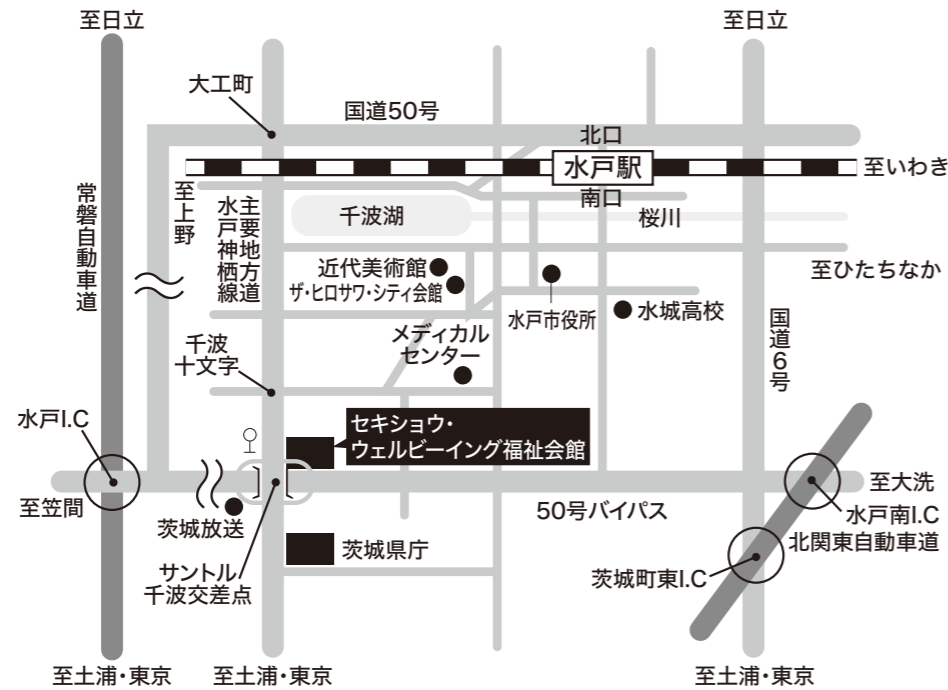 至日立
至日立
大工町
国道50号
北口
水戸駅
至いわき
南口
常磐自動車道
至上野
主要地方道
水戸神栖線
千波湖
桜川
至ひたちなか
近代美術館
ザ・ヒロサワ・シティ会館
水戸市役所
水城高校
国道6号
メディカル
センター
千波
十文字
水戸I.C
セキショウ・
ウェルビーイング福祉会館
至笠間
茨城放送
50号バイパス
至大洗
水戸南I.C
北関東自動車道
茨城県庁
茨城町東I.C
サントル
千波交差点
至土浦・東京
至土浦・東京
至土浦・東京